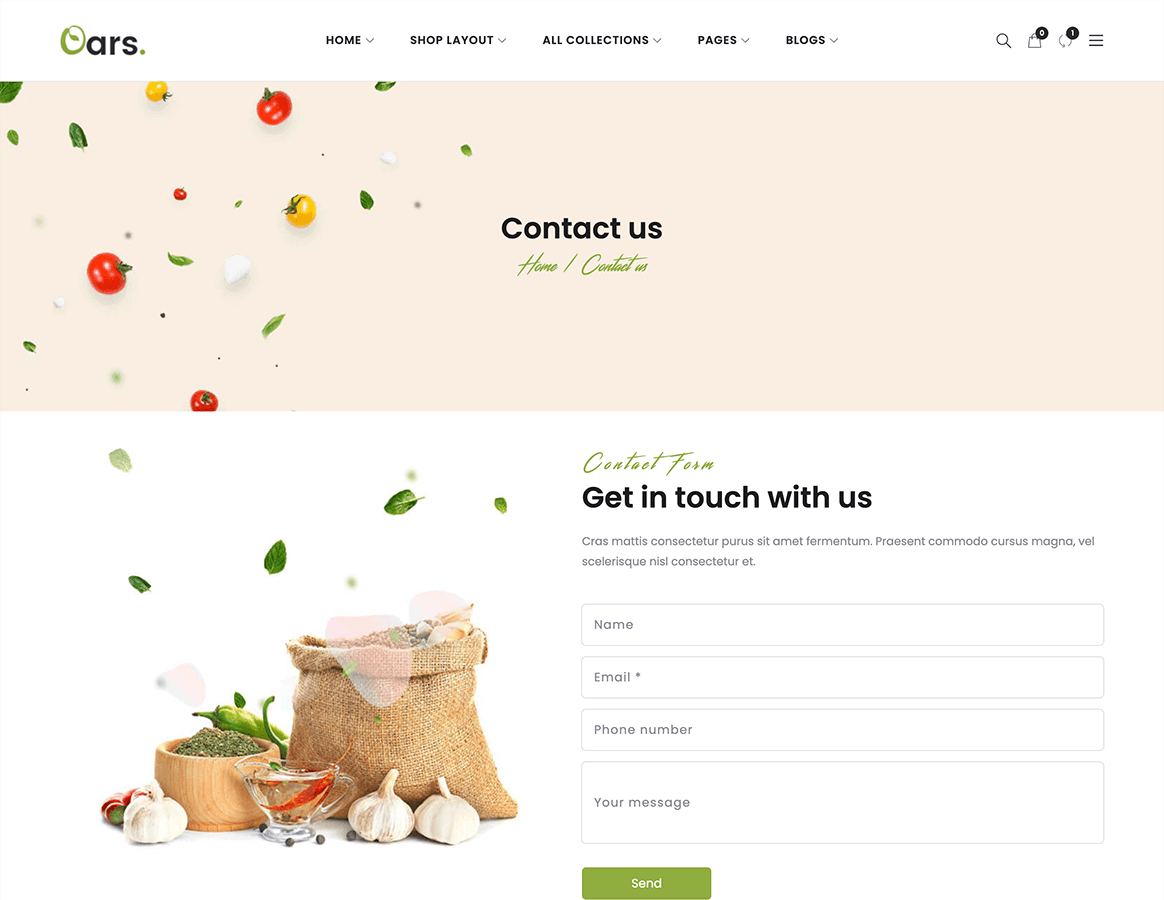 Oars.
HOME
SHOP LAYOUT
ALL COLLECTIONS
PAGES
BLOGS
0
1
Contact us
Home / Contact us
Contact Form
Get in touch with us
Cras mattis consectetur purus sit amet fermentum. Praesent commodo cursus magna, vel
scelerisque nisl consectetur et.
Name
Email *
Phone number
Your message
Send